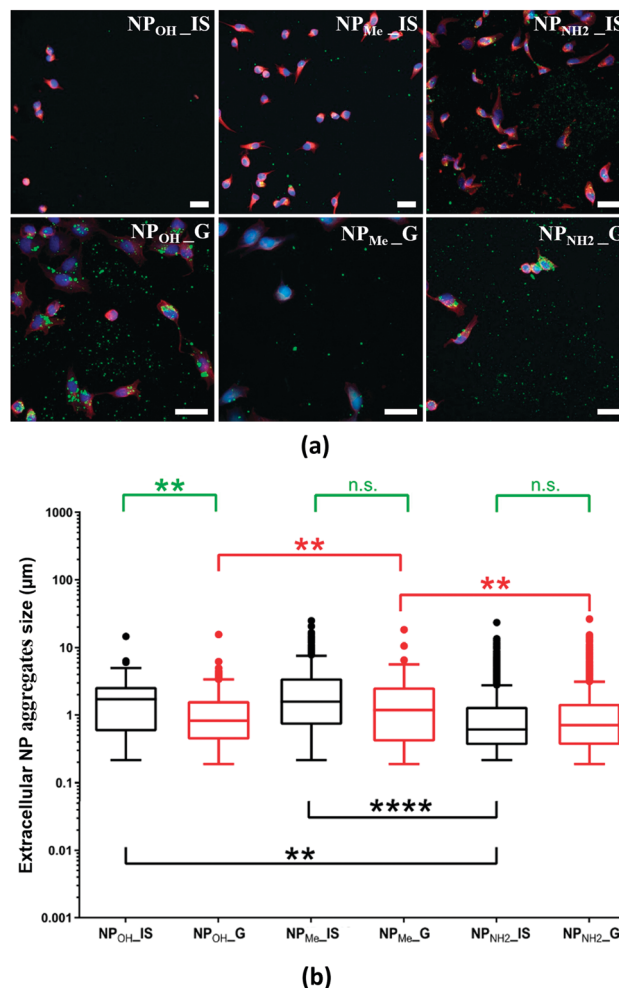 NP_OH_IS
NP_Me_IS
NP_NH2_IS
NP_OH_G
NP_Me_G
NP_NH2_G
(a)
** n.s. n.s.
**
**
1000
100
10
1
0.1
0.01
0.001
Extracellular NP aggregates size (µm)
****
**
NP_OH_IS NP_OH_G NP_Me_IS NP_Me_G NP_NH2_IS NP_NH2_G
(b)